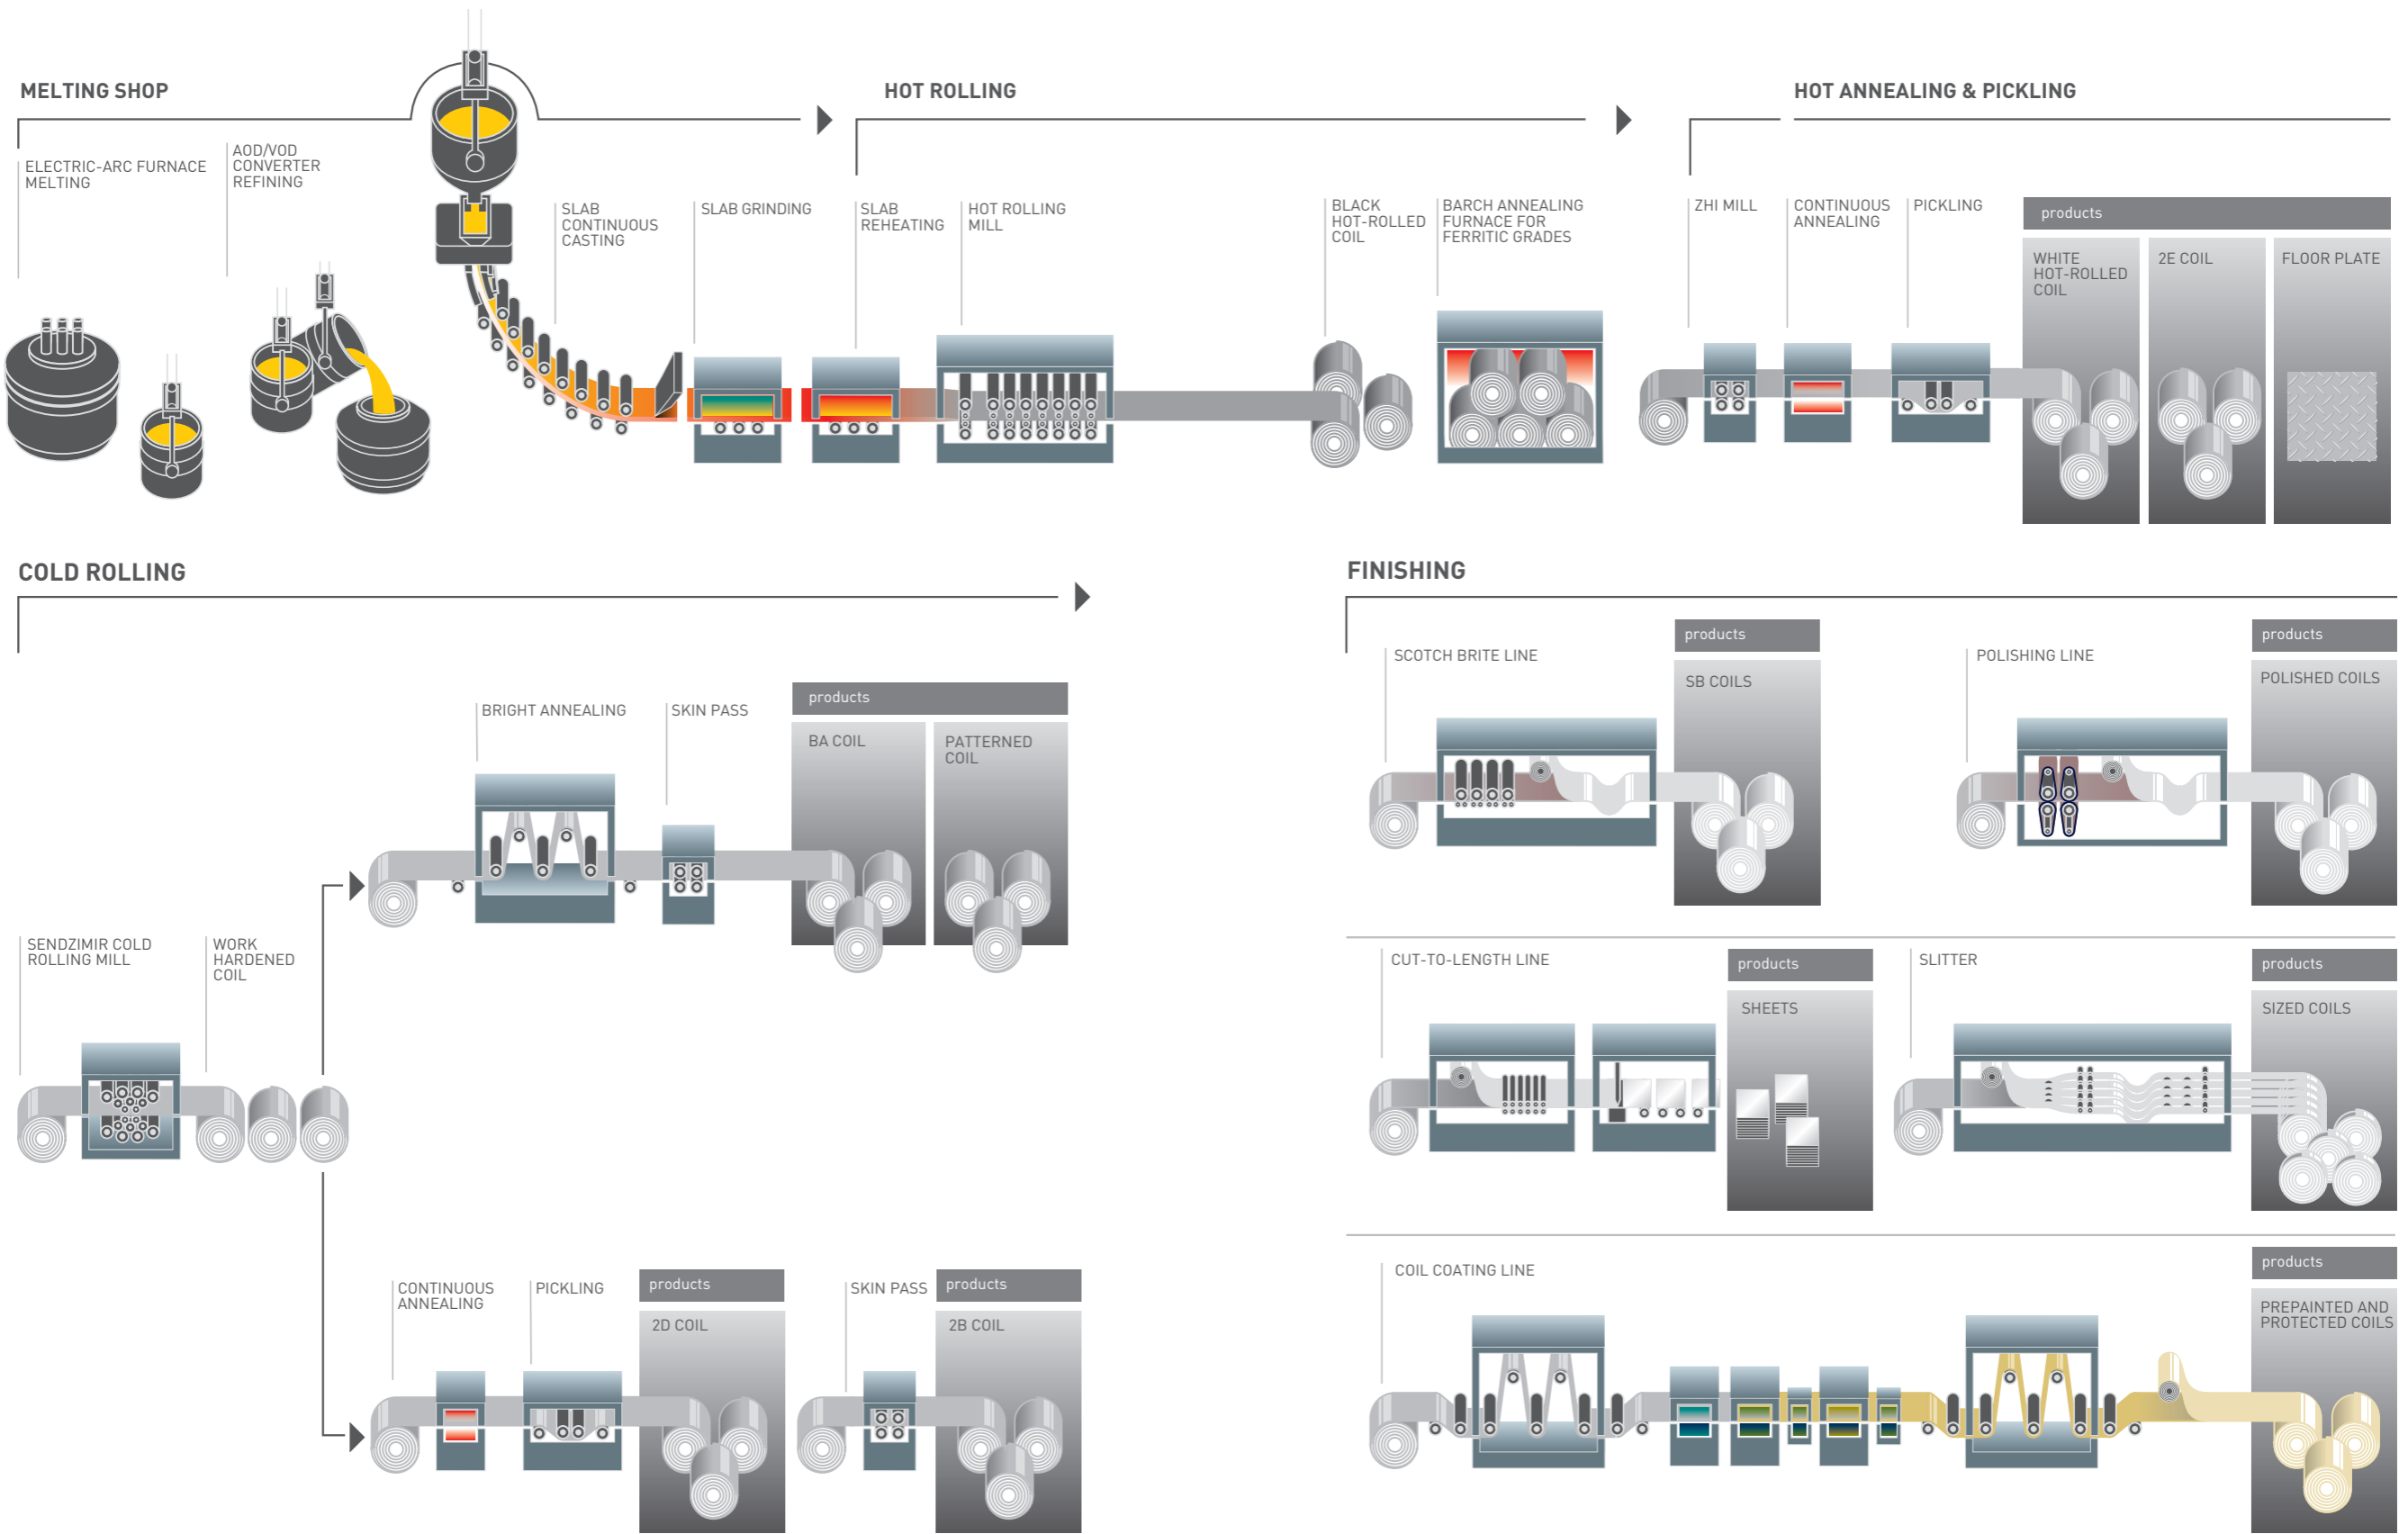 MELTING SHOP
ELECTRIC-ARC FURNACE
MELTING
AOD/VOD
CONVERTER
REFINING
SLAB
CONTINUOUS
CASTING
SLAB GRINDING
HOT ROLLING
SLAB
REHEATING
HOT ROLLING
MILL
BLACK
HOT-ROLLED
COIL
BARCH ANNEALING
FURNACE FOR
FERRITIC GRADES
HOT ANNEALING & PICKLING
ZHI MILL
CONTINUOUS
ANNEALING
PICKLING
products
WHITE
HOT-ROLLED
COIL
2E COIL
FLOOR PLATE
COLD ROLLING
SENDZIMIR COLD
ROLLING MILL
WORK
HARDENED
COIL
BRIGHT ANNEALING
SKIN PASS
products
BA COIL
PATTERNED
COIL
CONTINUOUS
ANNEALING
PICKLING
products
2D COIL
SKIN PASS
products
2B COIL
FINISHING
SCOTCH BRITE LINE
products
SB COILS
POLISHING LINE
products
POLISHED COILS
CUT-TO-LENGTH LINE
products
SHEETS
SLITTER
products
SIZED COILS
COIL COATING LINE
products
PREPAINTED AND
PROTECTED COILS